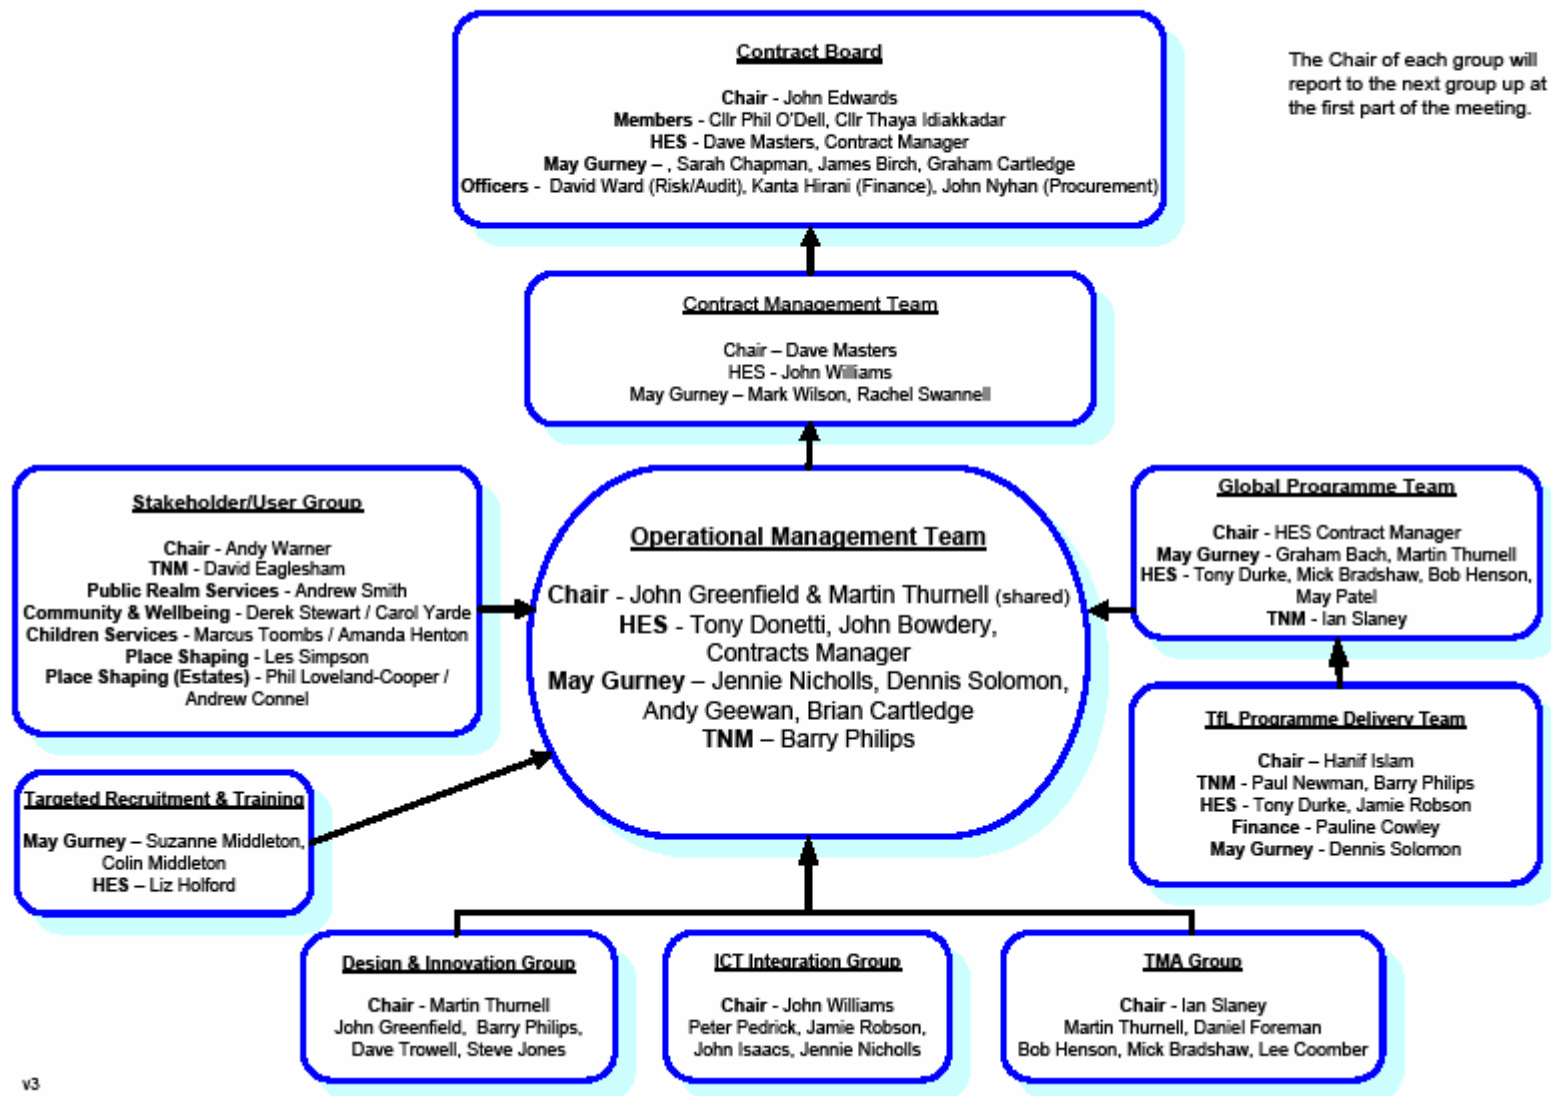 Contract Board
Chair - John Edwards
Members - Cllr Phil O'Dell, Cllr Thaya Idiakkadar
HES - Dave Masters, Contract Manager
May Gurney – , Sarah Chapman, James Birch, Graham Cartledge
Officers - David Ward (Risk/Audit), Kanta Hirani (Finance), John Nyhan (Procurement)
The Chair of each group will
report to the next group up at
the first part of the meeting.
Contract Management Team
Chair – Dave Masters
HES - John Williams
May Gurney – Mark Wilson, Rachel Swannell
Stakeholder/User Group
Chair - Andy Warner
TNM - David Eaglesham
Public Realm Services - Andrew Smith
Community & Wellbeing - Derek Stewart / Carol Yarde
Children Services - Marcus Toombs / Amanda Henton
Place Shaping - Les Simpson
Place Shaping (Estates) - Phil Loveland-Cooper /
Andrew Connel
Operational Management Team
Chair - John Greenfield & Martin Thurnell (shared)
HES - Tony Donetti, John Bowdery,
Contracts Manager
May Gurney – Jennie Nicholls, Dennis Solomon,
Andy Geewan, Brian Cartledge
TNM – Barry Philips
Global Programme Team
Chair - HES Contract Manager
May Gurney - Graham Bach, Martin Thurnell
HES - Tony Durke, Mick Bradshaw, Bob Henson,
May Patel
TNM - Ian Slaney
TfL Programme Delivery Team
Chair – Hanif Islam
TNM - Paul Newman, Barry Philips
HES - Tony Durke, Jamie Robson
Finance - Pauline Cowley
May Gurney - Dennis Solomon
Targeted Recruitment & Training
May Gurney – Suzanne Middleton,
Colin Middleton
HES – Liz Holford
Design & Innovation Group
Chair - Martin Thurnell
John Greenfield, Barry Philips,
Dave Trowell, Steve Jones
ICT Integration Group
Chair - John Williams
Peter Pedrick, Jamie Robson,
John Isaacs, Jennie Nicholls
TMA Group
Chair - Ian Slaney
Martin Thurnell, Daniel Foreman
Bob Henson, Mick Bradshaw, Lee Coomber
v3